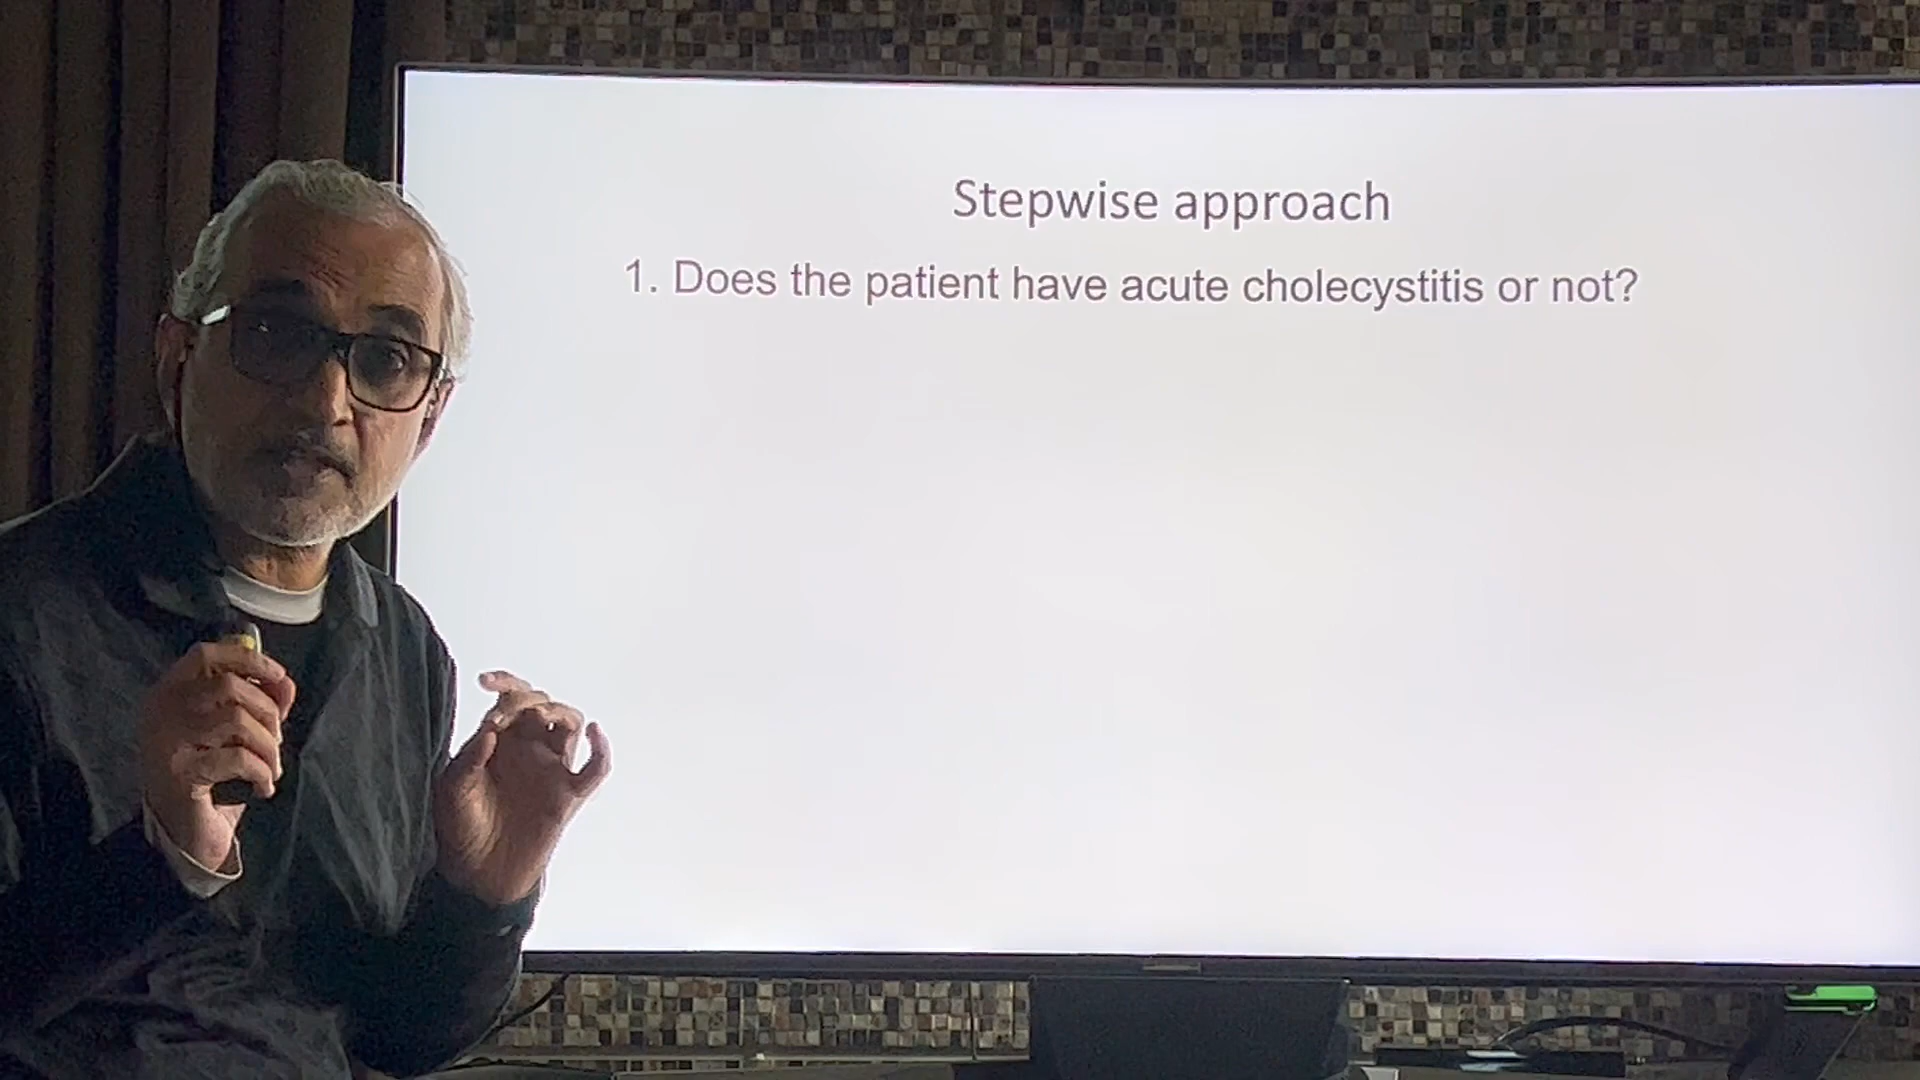 Stepwise approach
1. Does the patient have acute cholecystitis or not?